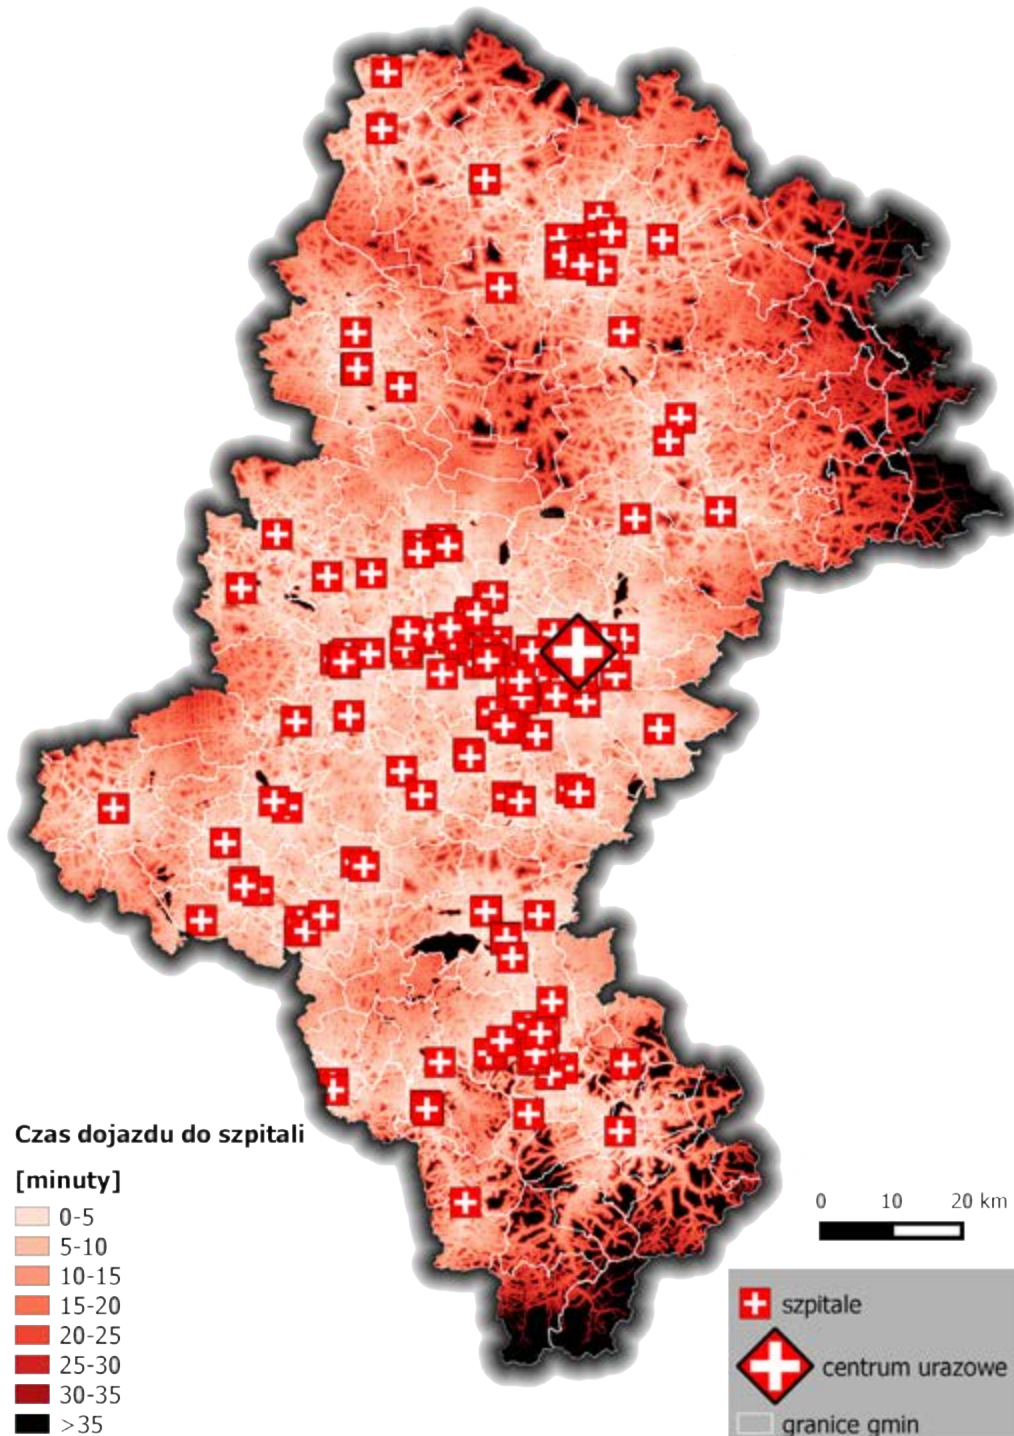 Czas dojazdu do szpitali
[minuty]
0-5
5-10
10-15
15-20
20-25
25-30
30-35
>35
0 10 20 km
szpitale
centrum urazowe
granice gmin